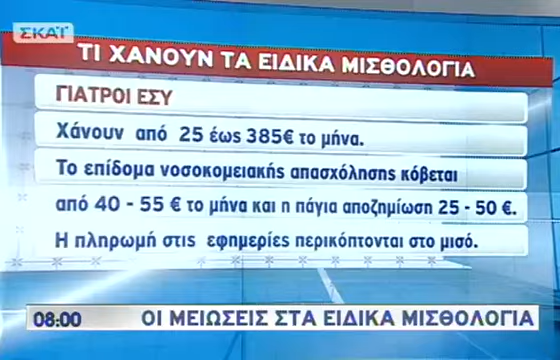 ΣΚΑΪ
ΤΙ ΧΑΝΟΥΝ ΤΑ ΕΙΔΙΚΑ ΜΙΣΘΟΛΟΓΙΑ
ΓΙΑΤΡΟΙ ΕΣΥ
Χάνουν από 25 έως 385€ το μήνα.
Το επίδομα νοσοκομειακής απασχόλησης κόβεται
από 40 - 55 € το μήνα και η πάγια αποζημίωση 25 - 50 €.
Η πληρωμή στις εφημερίες περικόπτονται στο μισό.
08:00 ΟΙ ΜΕΙΩΣΕΙΣ ΣΤΑ ΕΙΔΙΚΑ ΜΙΣΘΟΛΟΓΙΑ